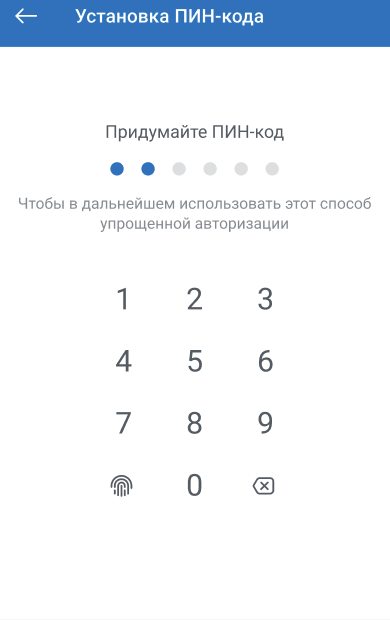 Установка ПИН-кода
Придумайте ПИН-код
Чтобы в дальнейшем использовать этот способ
упрощенной авторизации
1 2 3
4 5 6
7 8 9
0